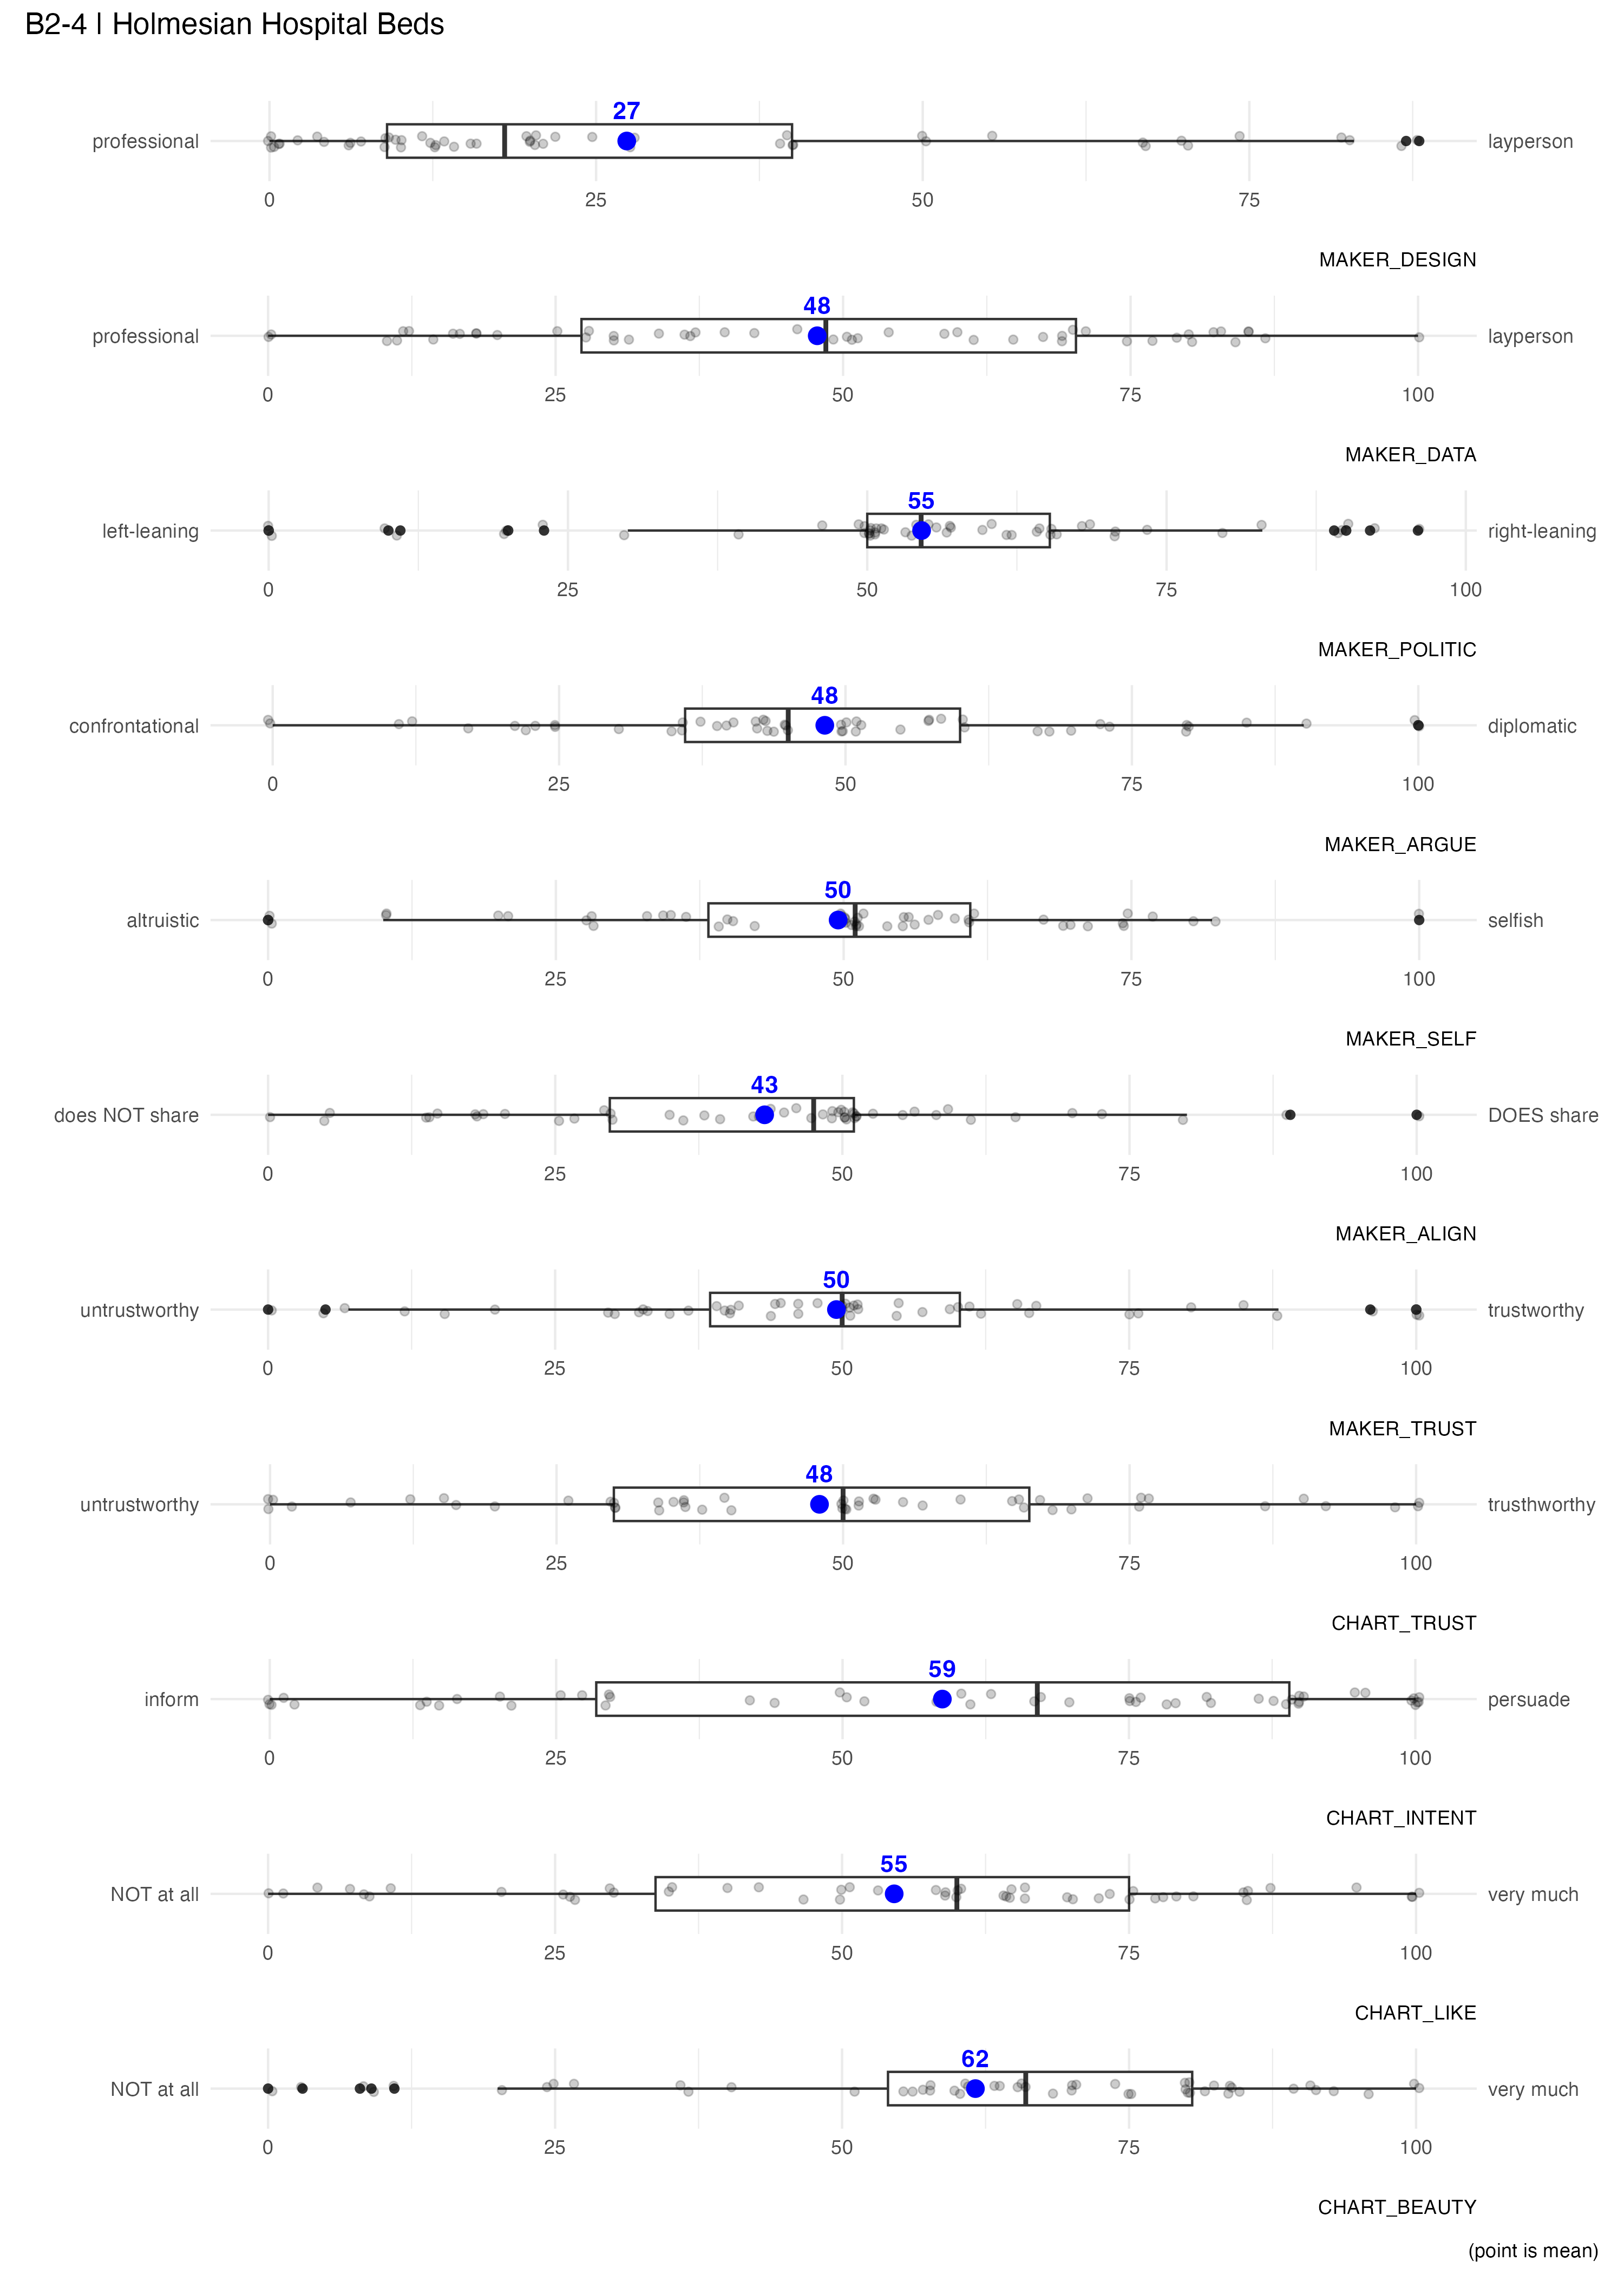 B2-4 | Holmesian Hospital Beds
27
professional layperson
0 25 50 75
MAKER_DESIGN
48
professional layperson
0 25 50 75 100
MAKER_DATA
55
left-leaning right-leaning
0 25 50 75 100
MAKER_POLITIC
48
confrontational diplomatic
0 25 50 75 100
MAKER_ARGUE
50
altruistic selfish
0 25 50 75 100
MAKER_SELF
43
does NOT share DOES share
0 25 50 75 100
MAKER_ALIGN
50
untrustworthy trustworthy
0 25 50 75 100
MAKER_TRUST
48
untrustworthy trusthworthy
0 25 50 75 100
CHART_TRUST
59
inform persuade
0 25 50 75 100
CHART_INTENT
55
NOT at all very much
0 25 50 75 100
CHART_LIKE
62
NOT at all very much
0 25 50 75 100
CHART_BEAUTY
(point is mean)